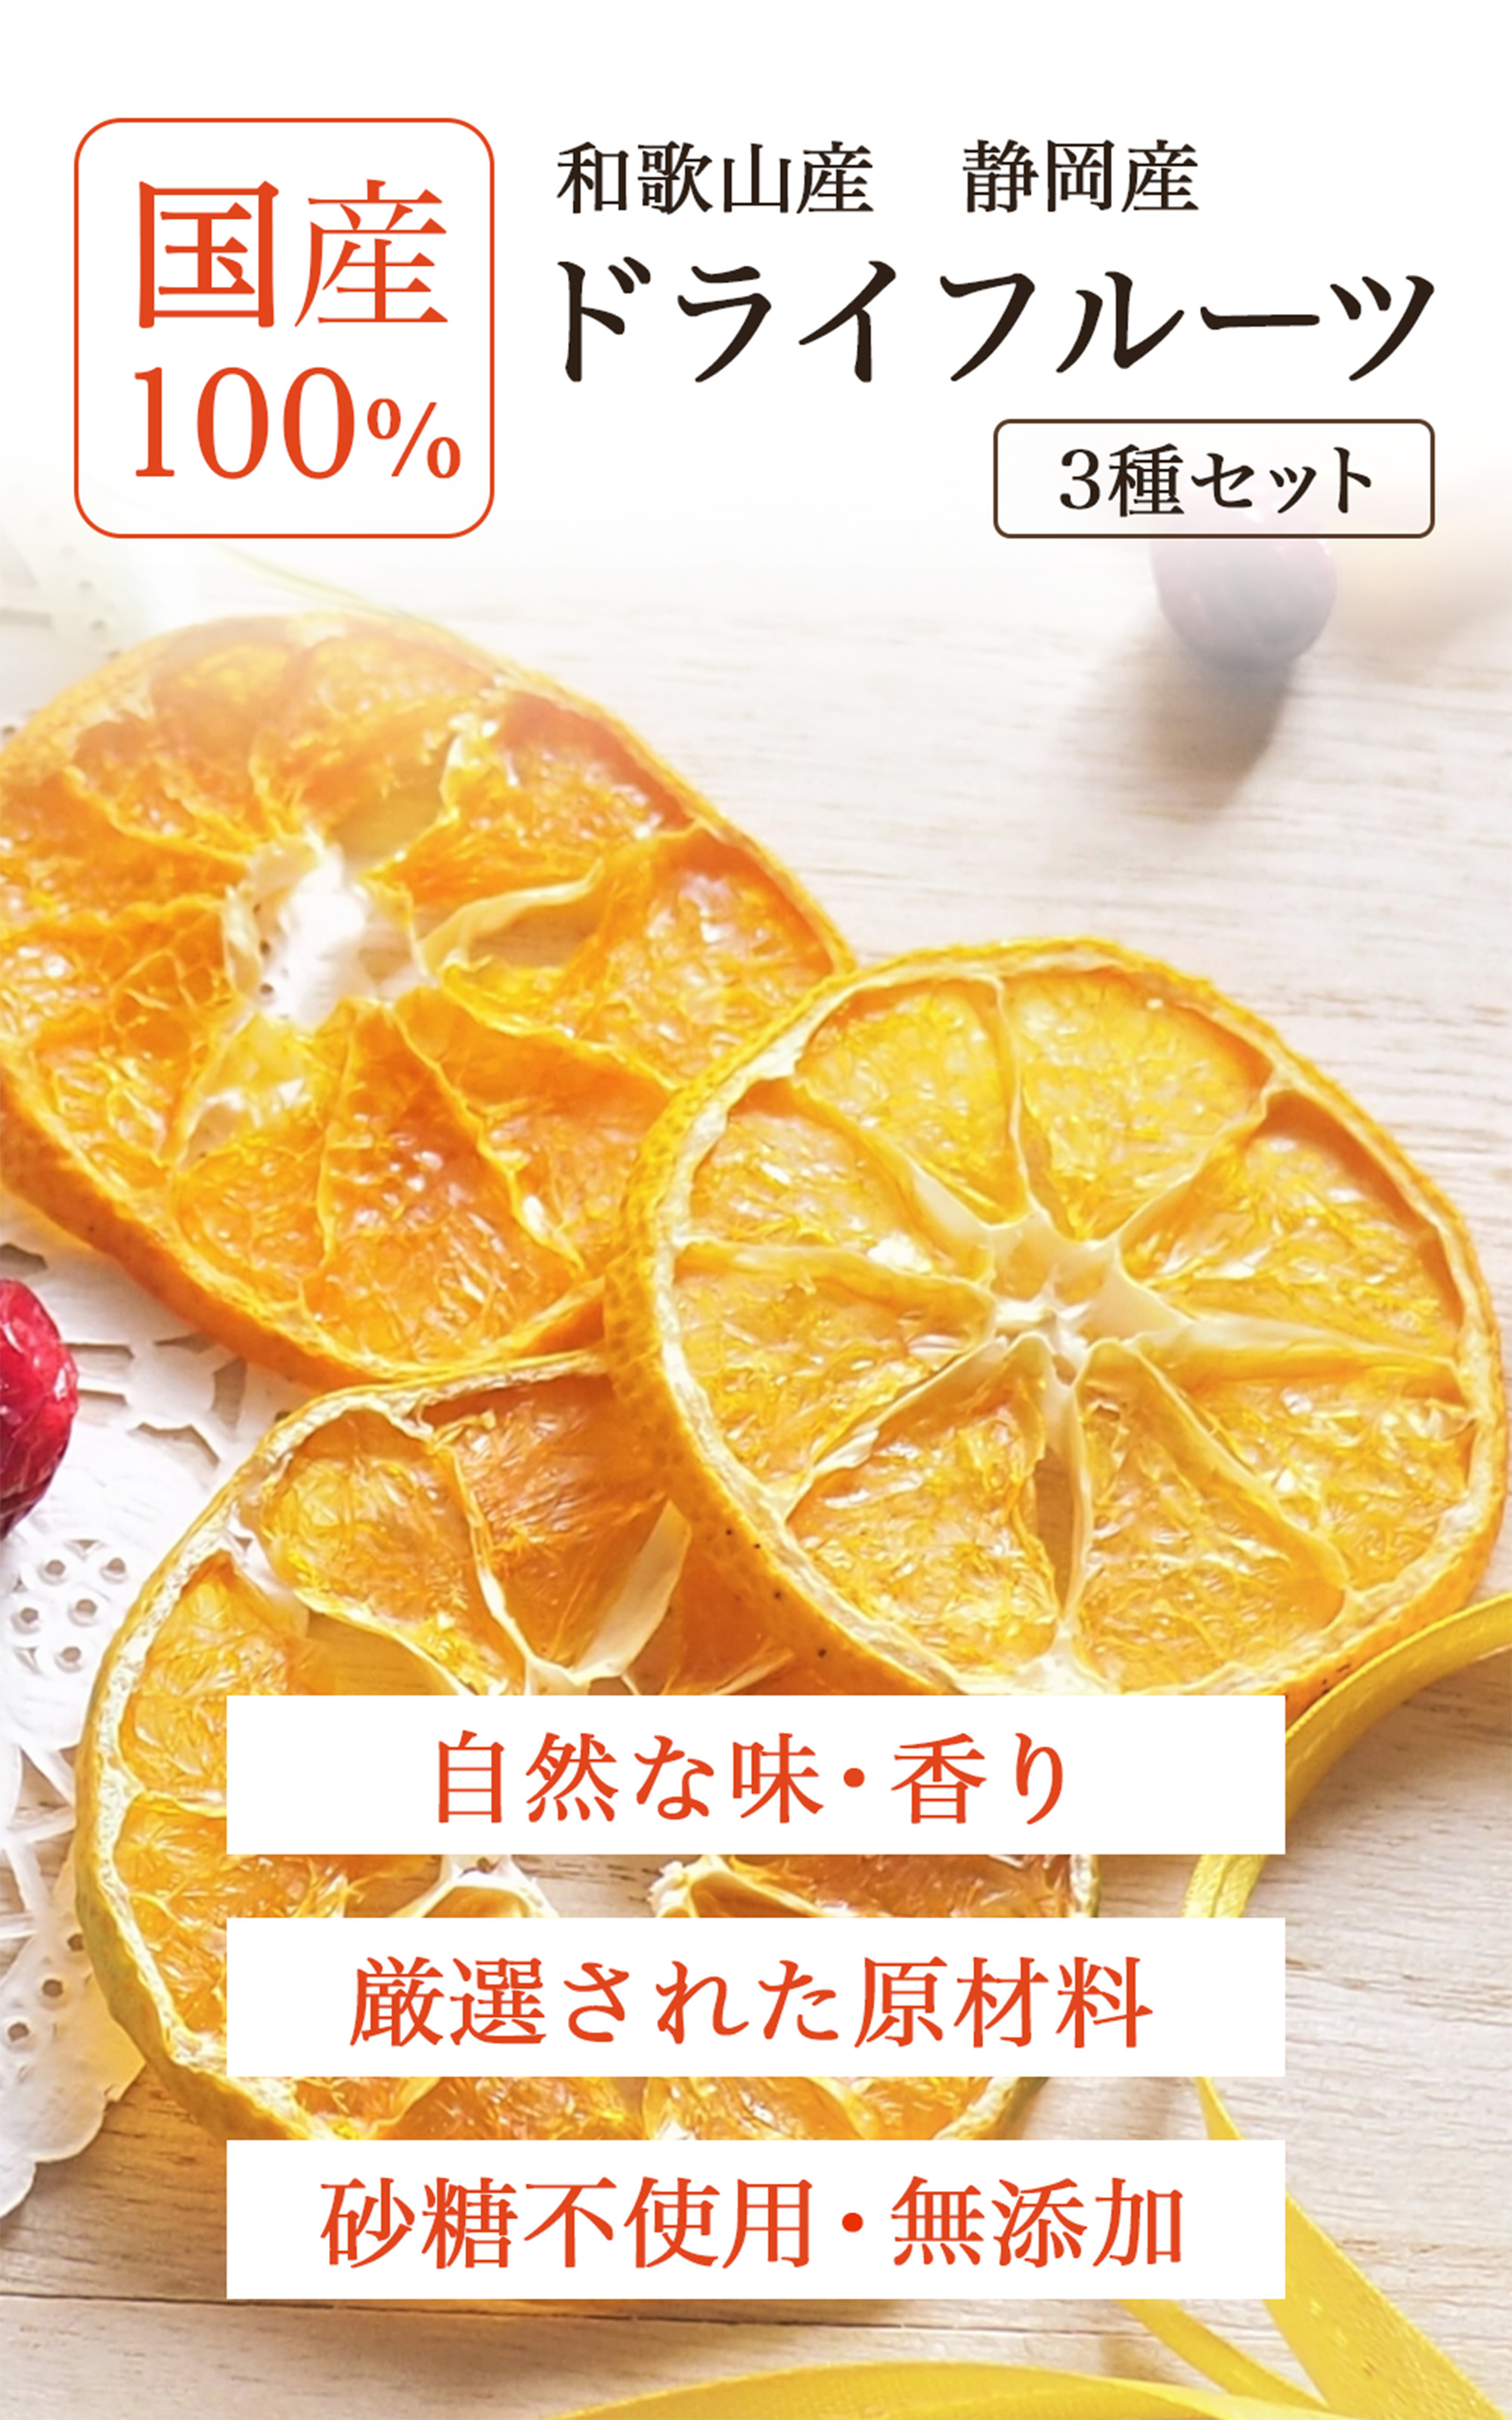 国産
100%
和歌山産　静岡産
ドライフルーツ
3種セット
自然な味・香り
厳選された原材料
砂糖不使用・無添加